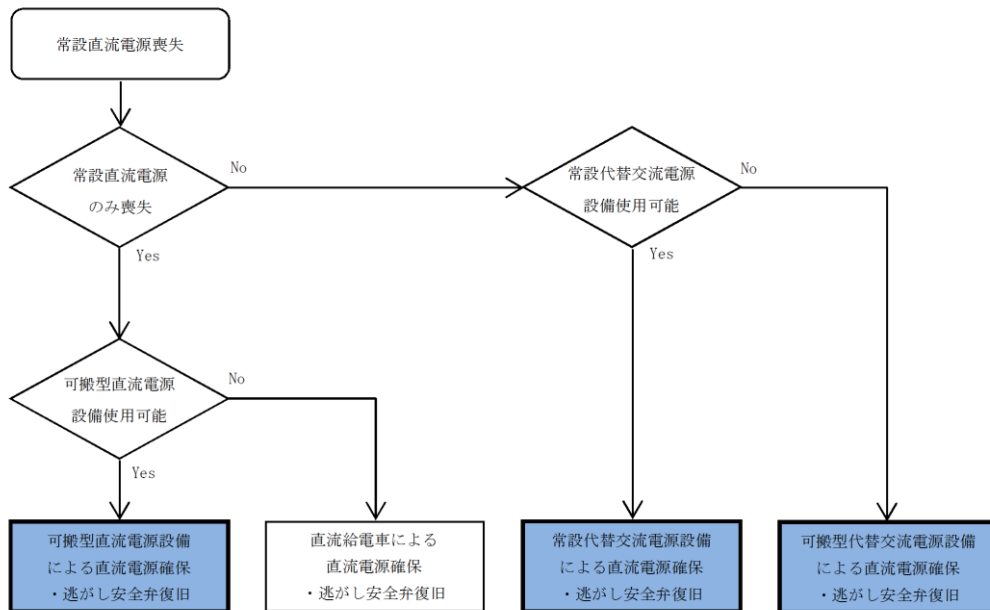 常設直流電源喪失
常設直流電源
のみ喪失
No
Yes
常設代替交流電源
設備使用可能
No
Yes
可搬型直流電源
設備使用可能
No
Yes
可搬型直流電源設備
による直流電源確保
・逃がし安全弁復旧
直流給電車による
直流電源確保
・逃がし安全弁復旧
常設代替交流電源設備
による直流電源確保
・逃がし安全弁復旧
可搬型代替交流電源設備
による直流電源確保
・逃がし安全弁復旧